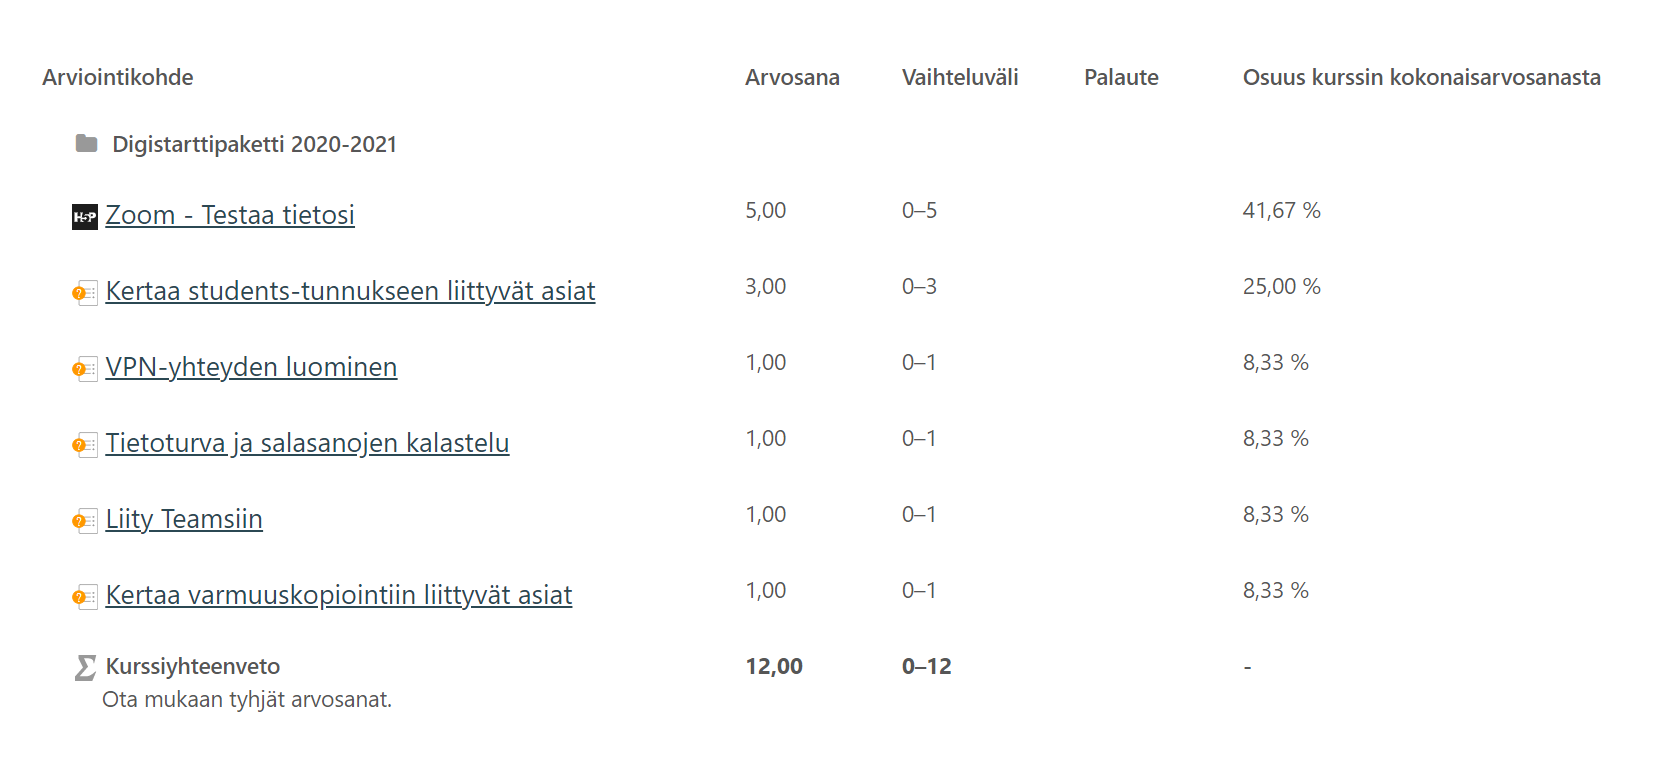 Arviointikohde Arvosana Vaihteluväli Palaute Osuus kurssin kokonaisarvosanasta
Digistarttipaketti 2020-2021
H5P Zoom - Testaa tietosi 5,00 0–5 41,67 %
? Kertaa students-tunnukseen liittyvät asiat 3,00 0–3 25,00 %
? VPN-yhteyden luominen 1,00 0–1 8,33 %
? Tietoturva ja salasanojen kalastelu 1,00 0–1 8,33 %
? Liity Teamsiin 1,00 0–1 8,33 %
? Kertaa varmuuskopiointiin liittyvät asiat 1,00 0–1 8,33 %
Σ Kurssiyhteenveto 12,00 0–12 -
Ota mukaan tyhjät arvosanat.